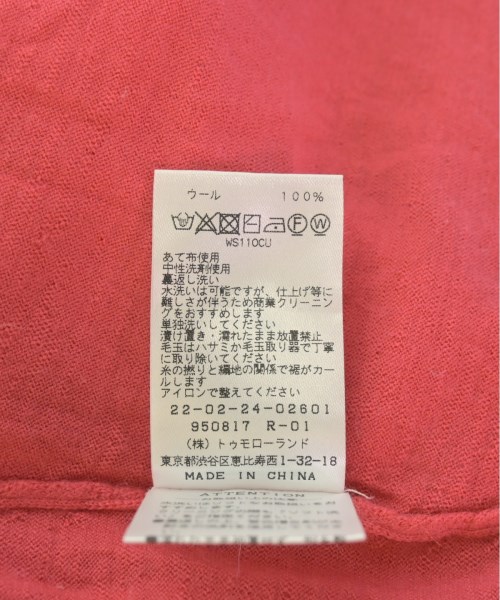 ウール 100%
F W
WS110CU
あて布使用
中性洗剤使用
裏返し洗い
水洗いは可能ですが、仕上げ等に
難しさが伴うため商業クリーニン
グをおすすめします
単独洗いしてください
漬け置き・濡れたまま放置禁止
毛玉はハサミか毛玉取り器で丁寧
に取り除いてください
糸の撚りと編地の関係で裾がカー
ルします
アイロンで整えてください
22-02-24-02601
950817 R-01
(株)トゥモローランド
東京都渋谷区恵比寿西1-32-18
MADE IN CHINA
ATTENTION